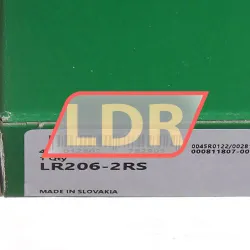 LDR
0045R0122/0028
000811807-00
1 Qty
LR206-2RS
MADE IN SLOVAKIA